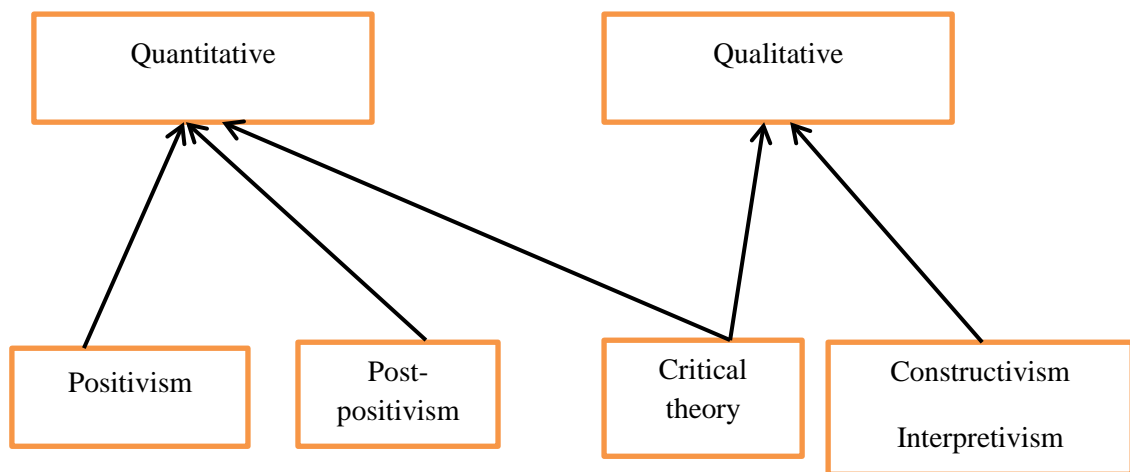 Quantitative
Qualitative
Positivism
Post-
positivism
Critical
theory
Constructivism
Interpretivism